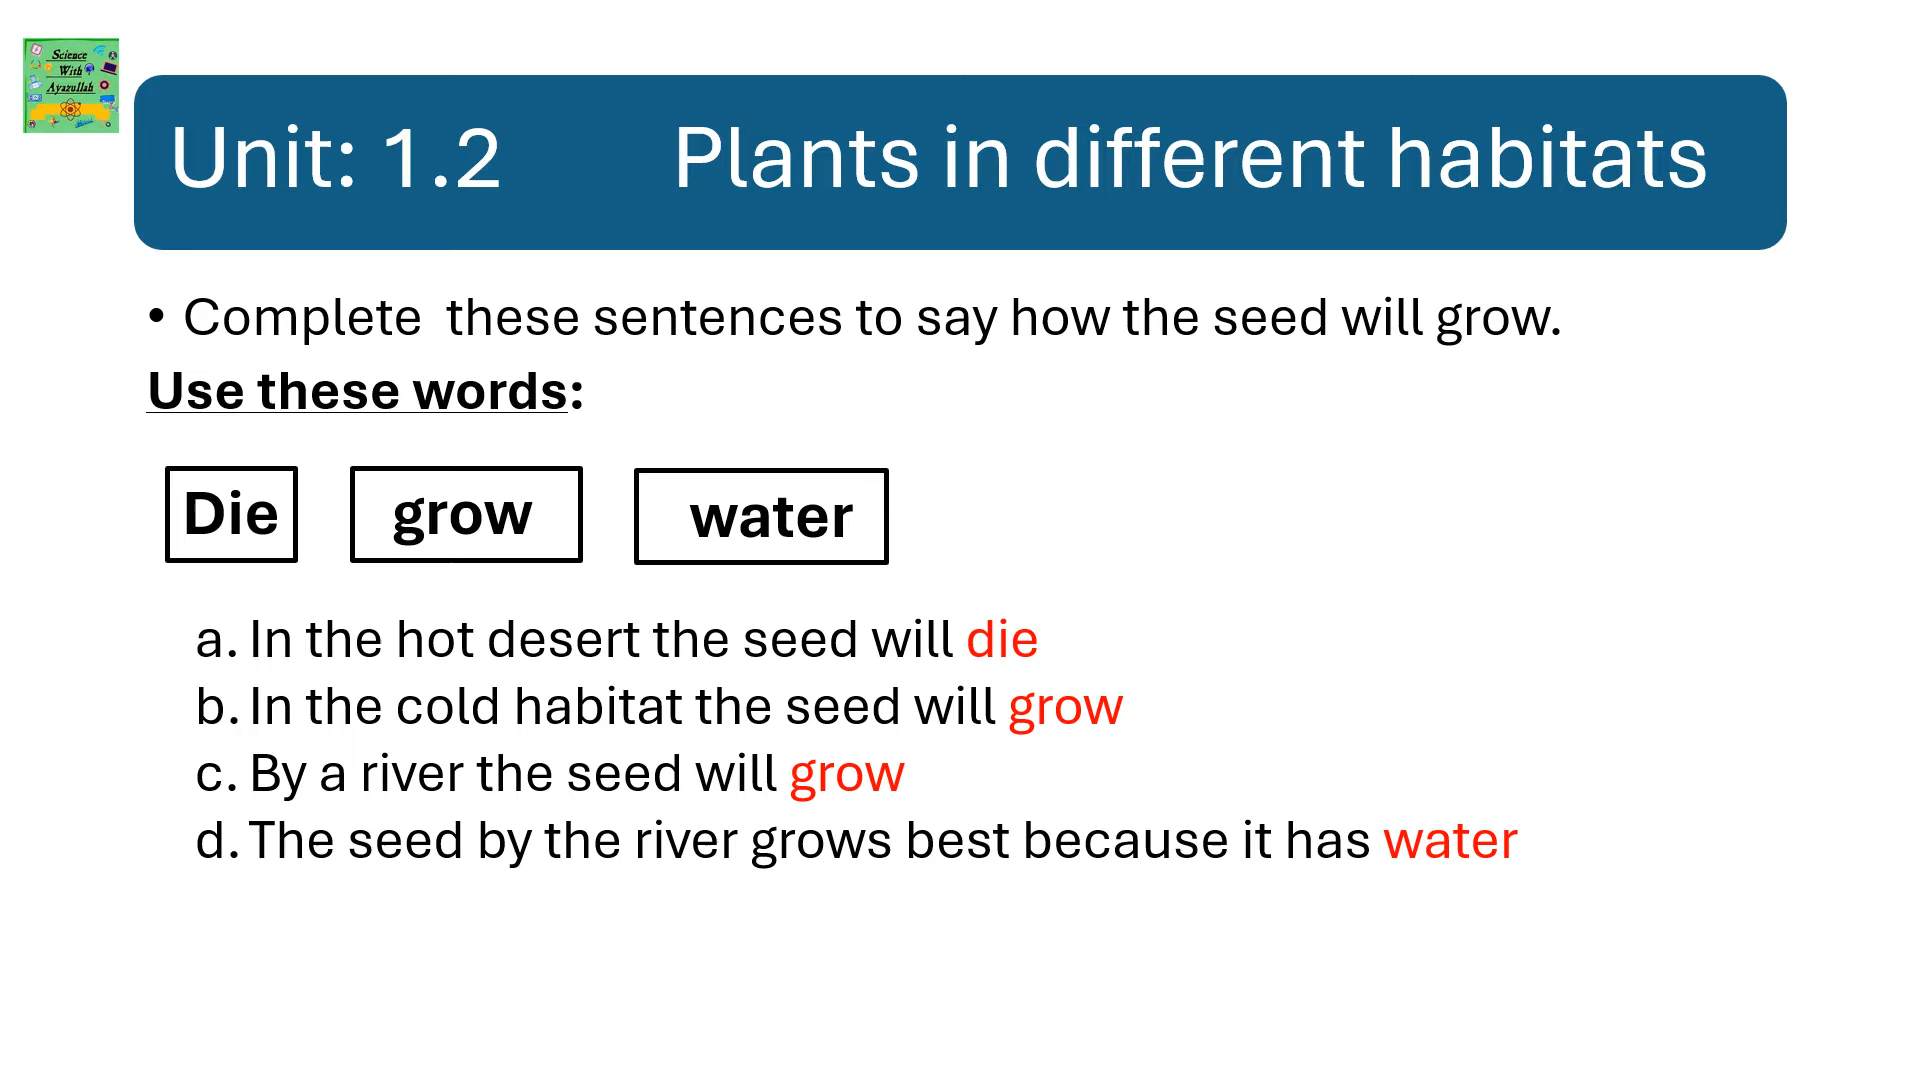 Science
With
Ayazullah
Unit: 1.2 Plants in different habitats
• Complete these sentences to say how the seed will grow.
Use these words:
Die grow water
a. In the hot desert the seed will die
b. In the cold habitat the seed will grow
c. By a river the seed will grow
d. The seed by the river grows best because it has water